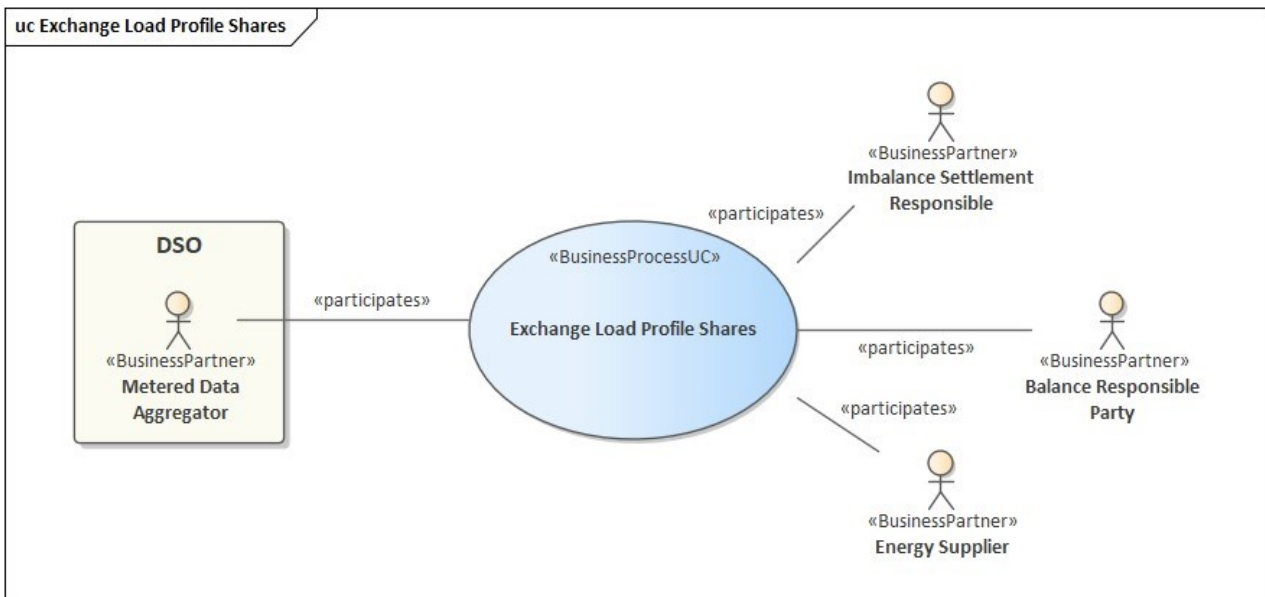 uc Exchange Load Profile Shares
«BusinessPartner»
Imbalance Settlement
Responsible
«participates»
DSO
«BusinessPartner»
Metered Data
Aggregator
«participates»
«BusinessProcessUC»
Exchange Load Profile Shares
«participates»
«BusinessPartner»
Balance Responsible
Party
«participates»
«BusinessPartner»
Energy Supplier